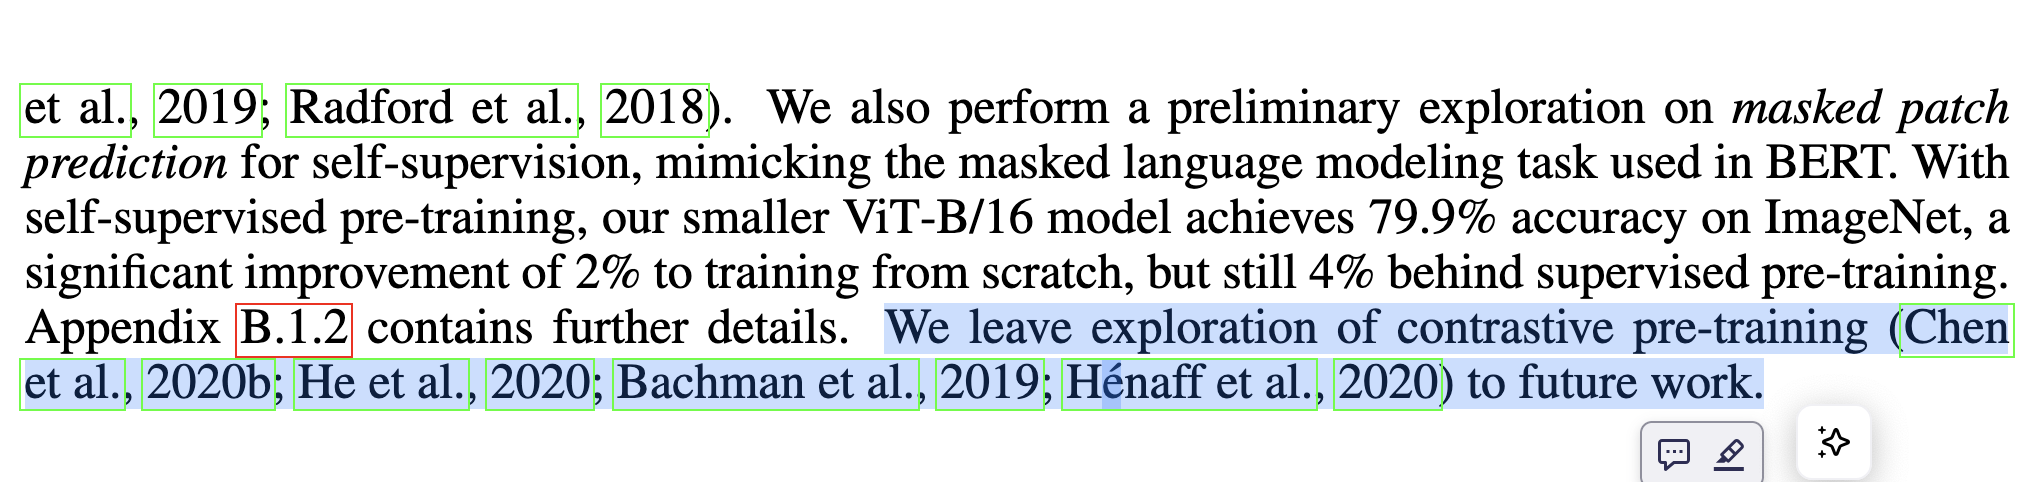 et al., 2019; Radford et al., 2018). We also perform a preliminary exploration on masked patch
prediction for self-supervision, mimicking the masked language modeling task used in BERT. With
self-supervised pre-training, our smaller ViT-B/16 model achieves 79.9% accuracy on ImageNet, a
significant improvement of 2% to training from scratch, but still 4% behind supervised pre-training.
Appendix B.1.2 contains further details. We leave exploration of contrastive pre-training (Chen
et al., 2020b; He et al., 2020; Bachman et al., 2019; Hénaff et al., 2020) to future work.